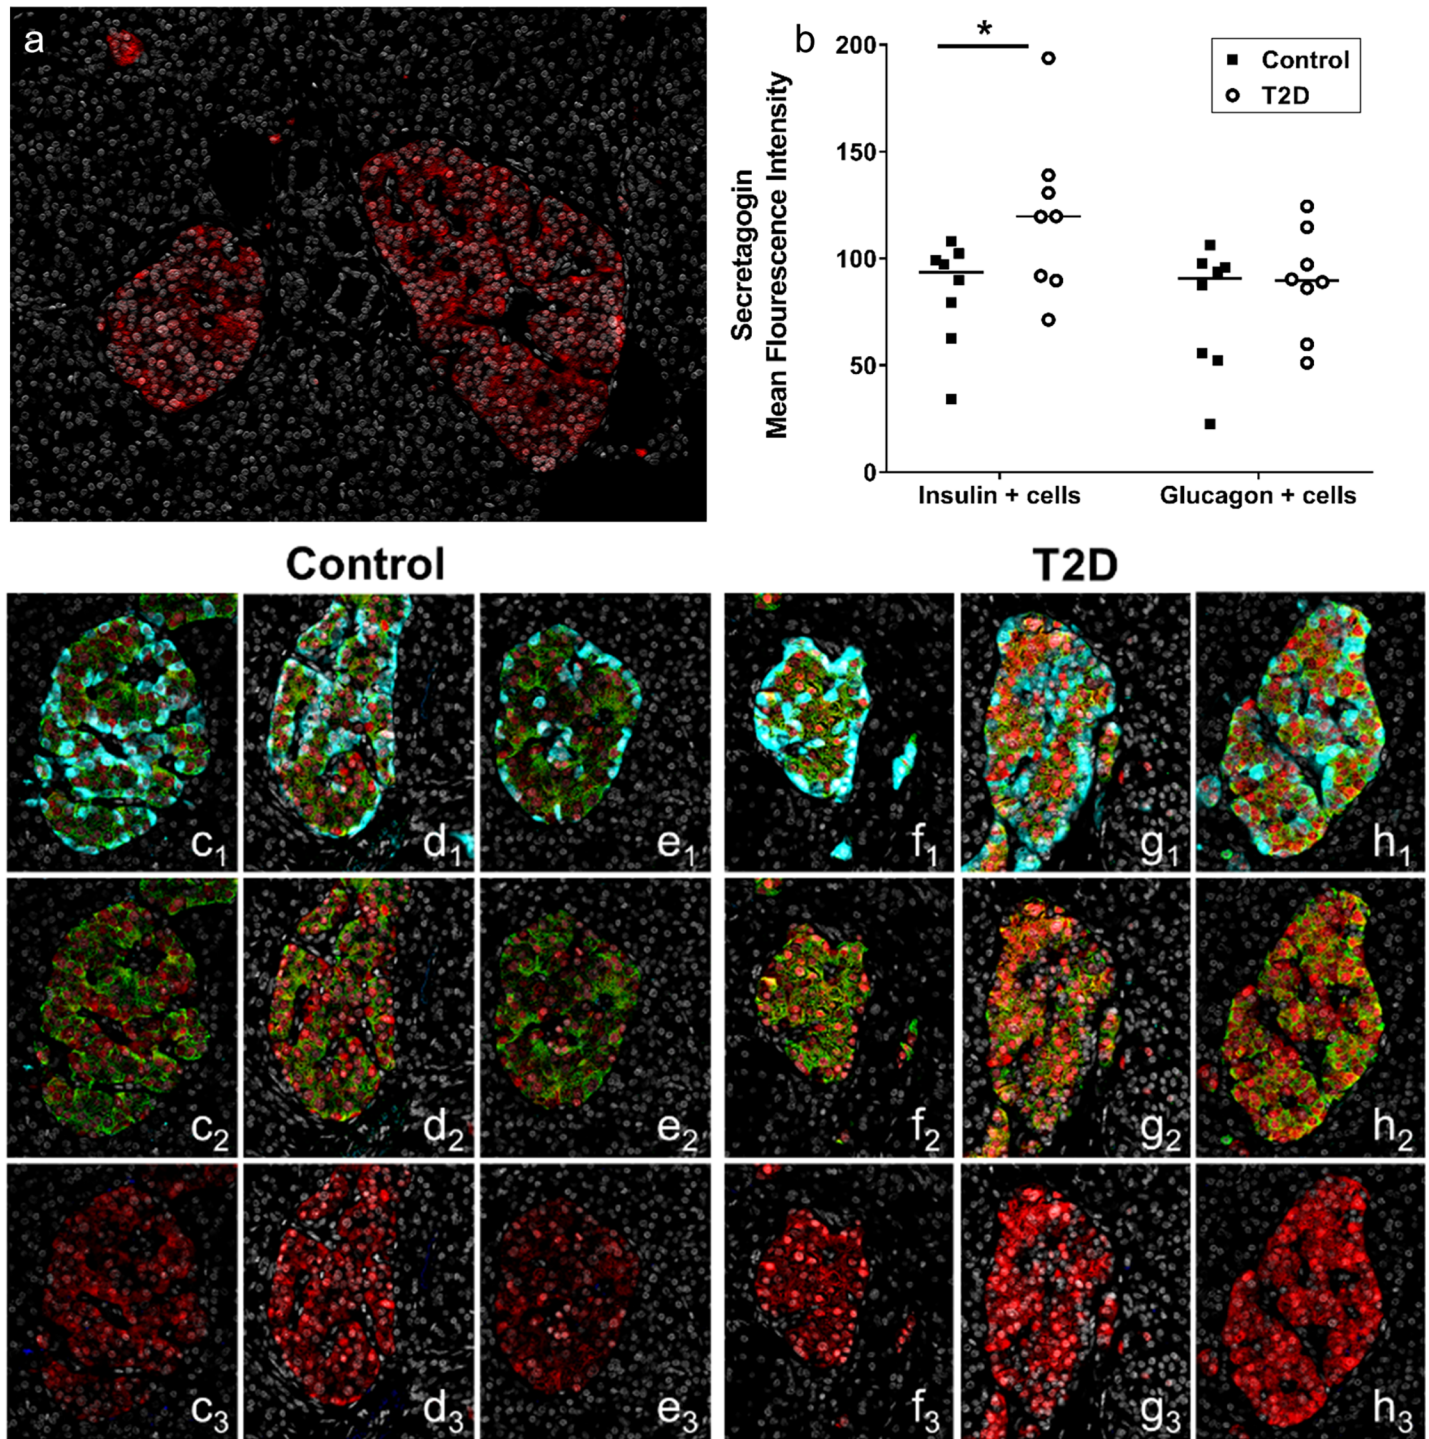 a
b
*
200
150
100
50
0
Secretagogin
Mean Flourescence Intensity
Control
T2D
Insulin + cells
Glucagon + cells
Control
T2D
c1
d1
e1
f1
g1
h1
c2
d2
e2
f2
g2
h2
c3
d3
e3
f3
g3
h3